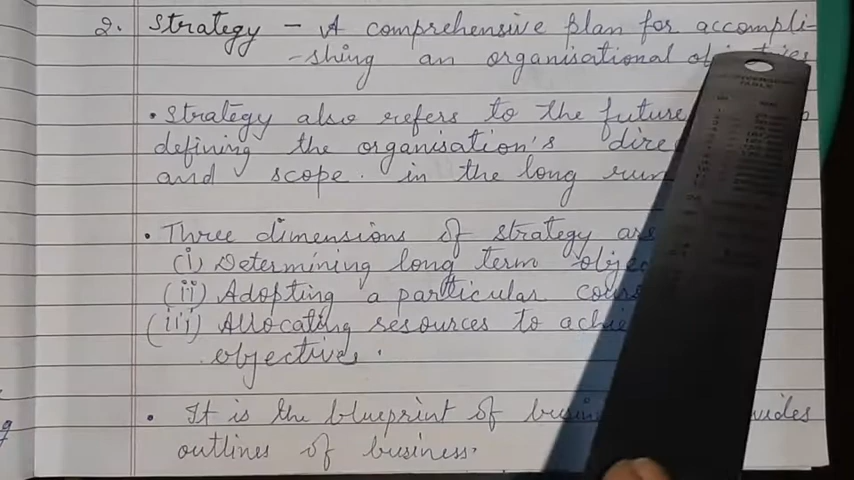 2. Strategy - A comprehensive plan for accompli-
-shing an organisational
• Strategy also refers to the future
defining the organisation's
and scope. in the long run
• Three dimensions of strategy are
(i) Determining long term
(ii) Adopting a particular
(iii) Allocating resources to
objectives.
• It is the blueprint of
outlines of business.